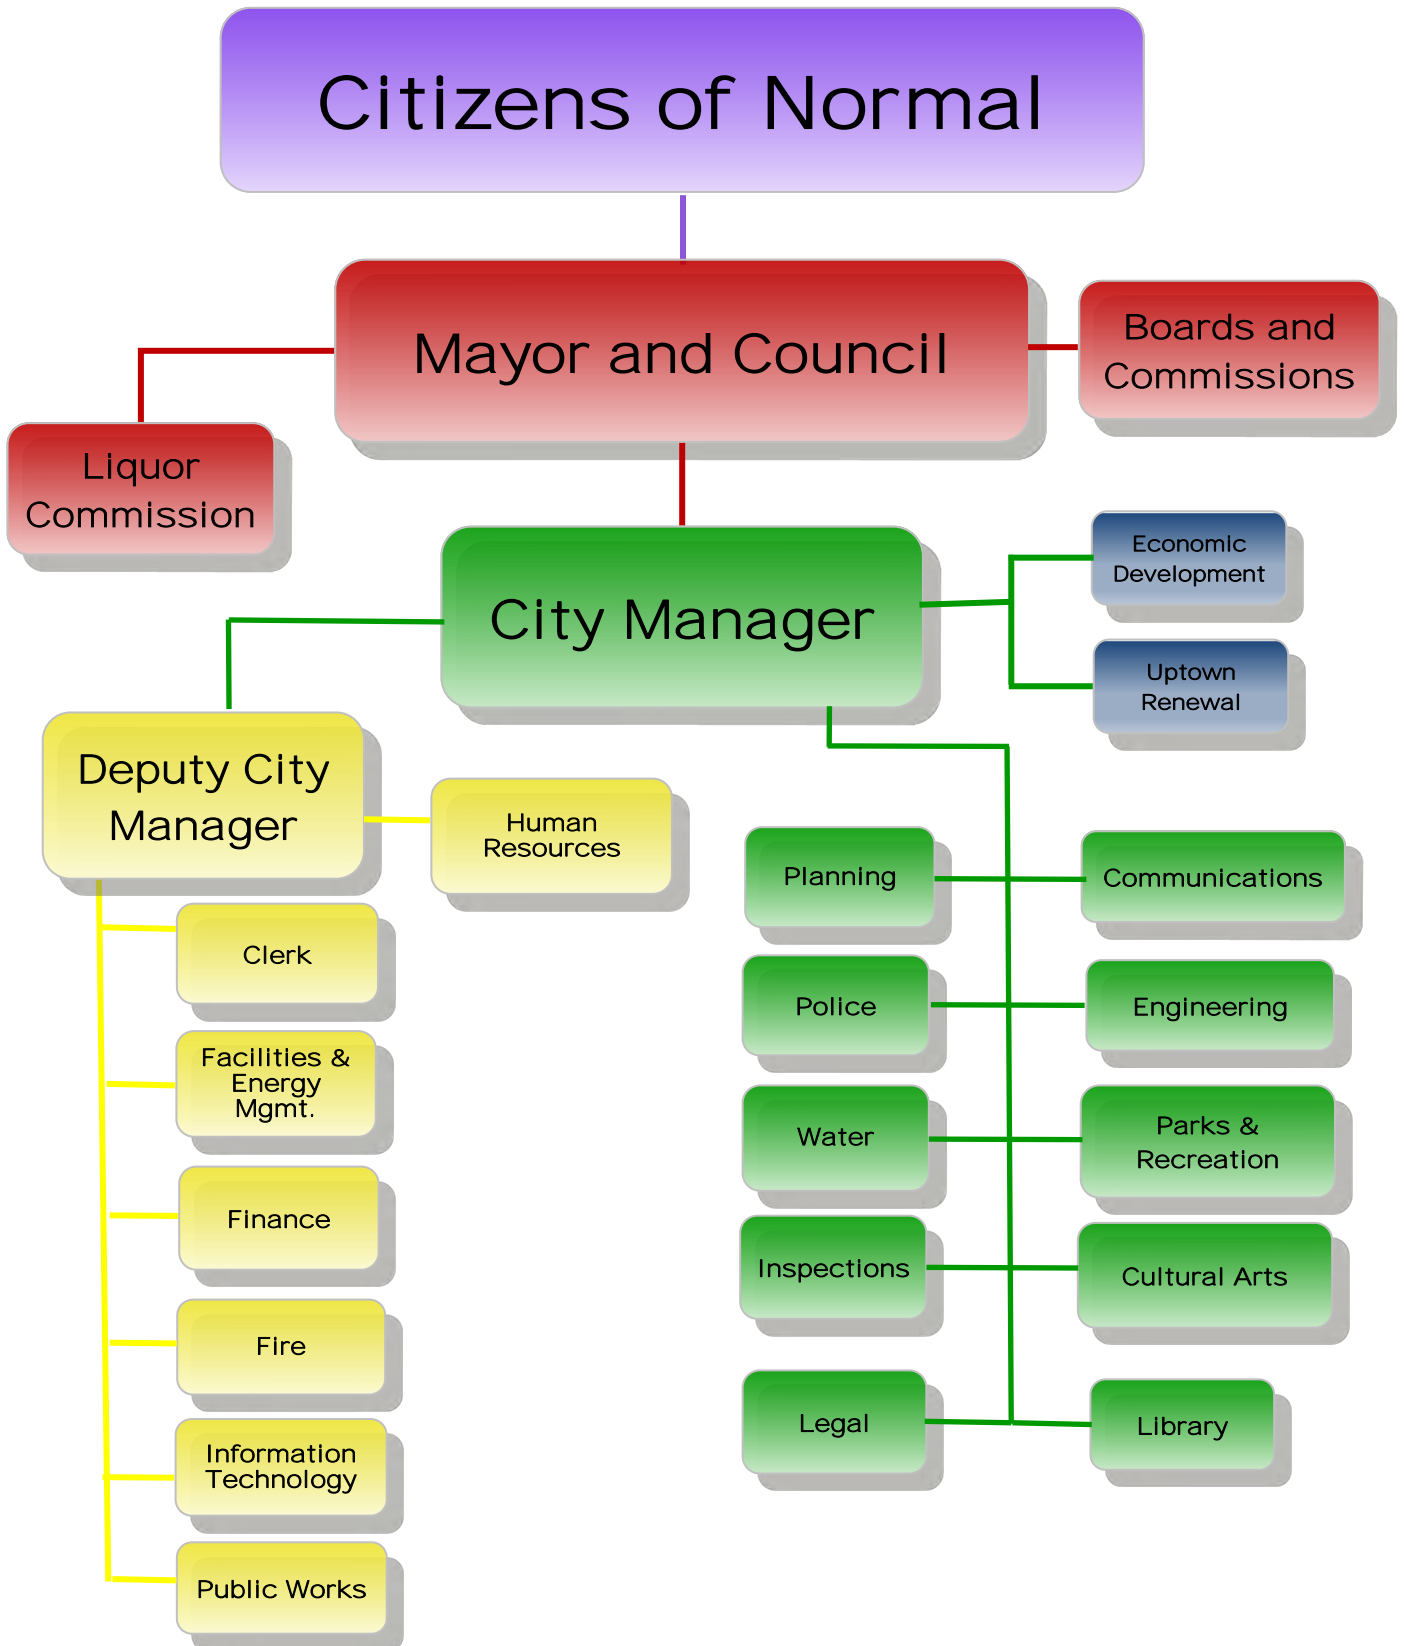 Citizens of Normal
Mayor and Council
Boards and
Commissions
Liquor
Commission
City Manager
Economic
Development
Uptown
Renewal
Deputy City
Manager
Human
Resources
Clerk
Facilities &
Energy
Mgmt.
Finance
Fire
Information
Technology
Public Works
Planning
Communications
Police
Engineering
Water
Parks &
Recreation
Inspections
Cultural Arts
Legal
Library